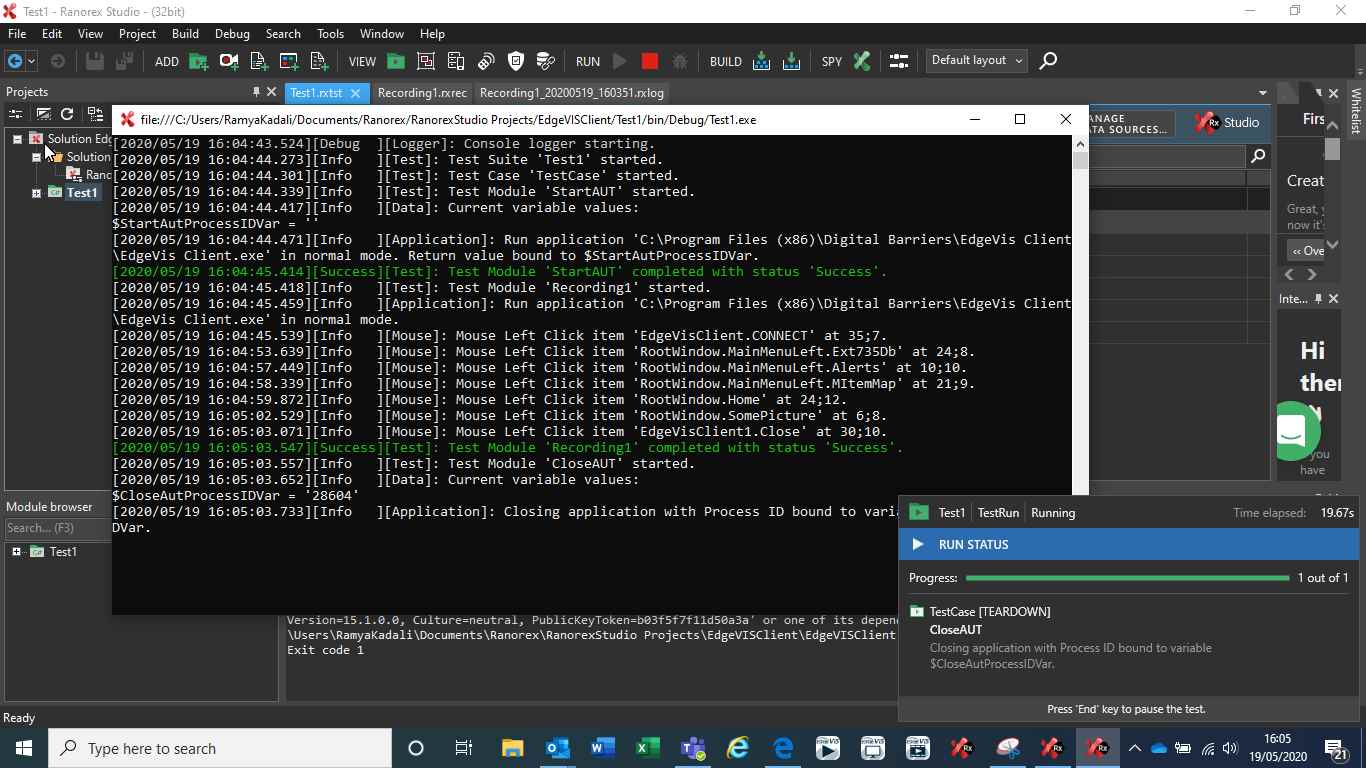 Test1 - Ranorex Studio - (32bit)
File Edit View Project Build Debug Search Tools Window Help
ADD VIEW RUN BUILD SPY Default layout
Projects
Test1.rxtst Recording1.rxrec Recording1_20200519_160351.rxlog
Whitelist
file:///C:/Users/RamyaKadali/Documents/Ranorex/RanorexStudio Projects/EdgeVISClient/Test1/bin/Debug/Test1.exe
ANAGE
ATA SOURCES...
Studio
Firs
Solution Edg
Solution
Rano
Test1
[2020/05/19 16:04:43.524][Debug ][Logger]: Console logger starting.
[2020/05/19 16:04:44.273][Info ][Test]: Test Suite 'Test1' started.
[2020/05/19 16:04:44.301][Info ][Test]: Test Case 'TestCase' started.
[2020/05/19 16:04:44.339][Info ][Test]: Test Module 'StartAUT' started.
[2020/05/19 16:04:44.417][Info ][Data]: Current variable values:
$StartAutProcessIDVar = ''
[2020/05/19 16:04:44.471][Info ][Application]: Run application 'C:\Program Files (x86)\Digital Barriers\EdgeVis Client
\EdgeVis Client.exe' in normal mode. Return value bound to $StartAutProcessIDVar.
[2020/05/19 16:04:45.414][Success][Test]: Test Module 'StartAUT' completed with status 'Success'.
[2020/05/19 16:04:45.418][Info ][Test]: Test Module 'Recording1' started.
[2020/05/19 16:04:45.459][Info ][Application]: Run application 'C:\Program Files (x86)\Digital Barriers\EdgeVis Client
\EdgeVis Client.exe' in normal mode.
[2020/05/19 16:04:45.539][Info ][Mouse]: Mouse Left Click item 'EdgeVisClient.CONNECT' at 35;7.
[2020/05/19 16:04:53.639][Info ][Mouse]: Mouse Left Click item 'RootWindow.MainMenuLeft.Ext735Db' at 24;8.
[2020/05/19 16:04:57.449][Info ][Mouse]: Mouse Left Click item 'RootWindow.MainMenuLeft.Alerts' at 10;10.
[2020/05/19 16:04:58.339][Info ][Mouse]: Mouse Left Click item 'RootWindow.MainMenuLeft.MItemMap' at 21;9.
[2020/05/19 16:04:59.872][Info ][Mouse]: Mouse Left Click item 'RootWindow.Home' at 24;12.
[2020/05/19 16:05:02.529][Info ][Mouse]: Mouse Left Click item 'RootWindow.SomePicture' at 6;8.
[2020/05/19 16:05:03.071][Info ][Mouse]: Mouse Left Click item 'EdgeVisClient1.Close' at 30;10.
[2020/05/19 16:05:03.547][Success][Test]: Test Module 'Recording1' completed with status 'Success'.
[2020/05/19 16:05:03.557][Info ][Test]: Test Module 'CloseAUT' started.
[2020/05/19 16:05:03.652][Info ][Data]: Current variable values:
$CloseAutProcessIDVar = '28604'
[2020/05/19 16:05:03.733][Info ][Application]: Closing application with Process ID bound to varia
DVar.
Creat
Great, y
now it's
‹‹ Ove
Inte...
Hi
ther
you
have
Module browser
Search... (F3)
Test1
Version=15.1.0.0, Culture=neutral, PublicKeyToken=b03f5f7f11d50a3a' or one of its depen
\Users\RamyaKadali\Documents\Ranorex\RanorexStudio Projects\EdgeVISClient\EdgeVISClient
Exit code 1
Test1 TestRun Running Time elapsed: 19.67s
RUN STATUS
Progress: 1 out of 1
TestCase [TEARDOWN]
CloseAUT
Closing application with Process ID bound to variable
$CloseAutProcessIDVar.
Press 'End' key to pause the test.
Ready
Type here to search
16:05
19/05/2020
21